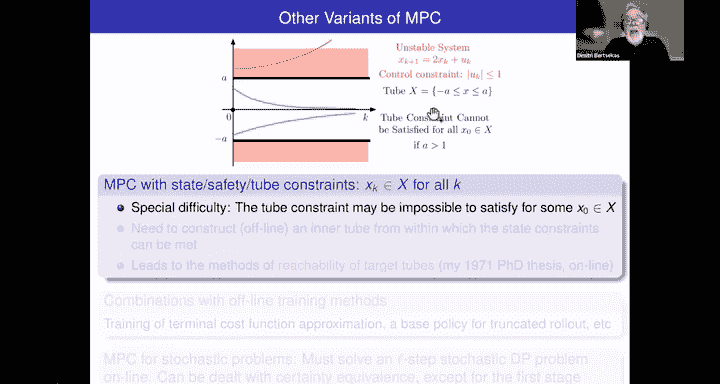 Other Variants of MPC
Dimitri Bertsekas
Unstable System
x_{k+1} = 2x_k + u_k
Control constraint: |u_k| ≤ 1
Tube X = {-a ≤ x ≤ a}
Tube Constraint Cannot
be Satisfied for all x_0 ∈ X
if a > 1
a
0
k
-a
MPC with state/safety/tube constraints: x_k ∈ X for all k
Special difficulty: The tube constraint may be impossible to satisfy for some x_0 ∈ X
Need to construct (off-line) an inner tube from within which the state constraints
can be met
Leads to the methods of reachability of target tubes (my 1971 PhD thesis, on-line)
Combinations with off-line training methods
Training of terminal cost function approximation, a base policy for truncated rollout, etc
MPC for stochastic problems: Must solve an ℓ-step stochastic DP problem
on-line. Can be dealt with certainty equivalence, except for the first stage